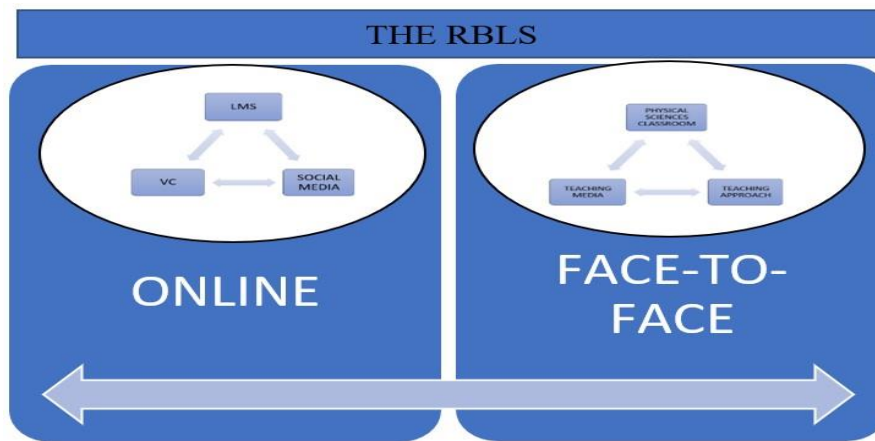 THE RBLS
LMS
VC
SOCIAL
MEDIA
ONLINE
PHYSICAL
SCIENCES
CLASSROOM
TEACHING
MEDIA
TEACHING
APPROACH
FACE-TO-
FACE